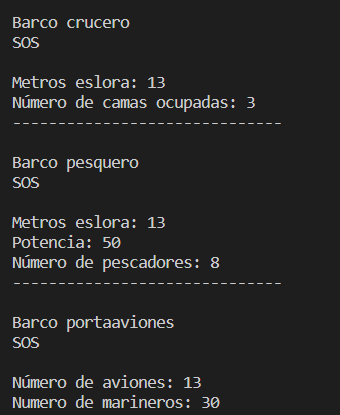 Barco crucero
SOS
Metros eslora: 13
Número de camas ocupadas: 3
------------------------------
Barco pesquero
SOS
Metros eslora: 13
Potencia: 50
Número de pescadores: 8
------------------------------
Barco portaaviones
SOS
Número de aviones: 13
Numero de marineros: 30